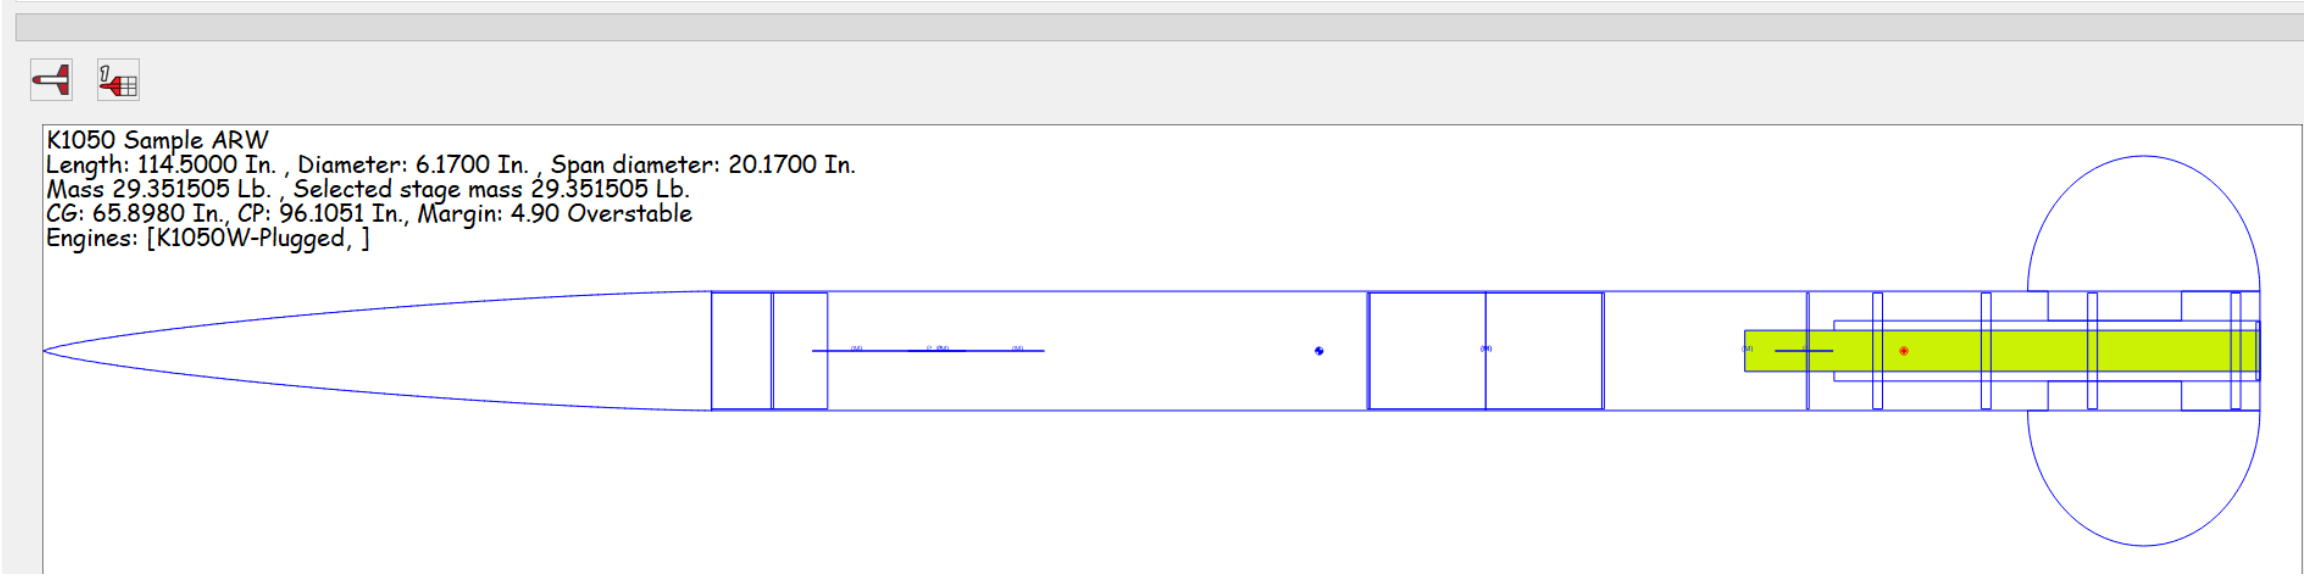 1
K1050 Sample ARW
Length: 114.5000 In. , Diameter: 6.1700 In. , Span diameter: 20.1700 In.
Mass 29.351505 Lb. , Selected stage mass 29.351505 Lb.
CG: 65.8980 In., CP: 96.1051 In., Margin: 4.90 Overstable
Engines: [K1050W-Plugged, ]